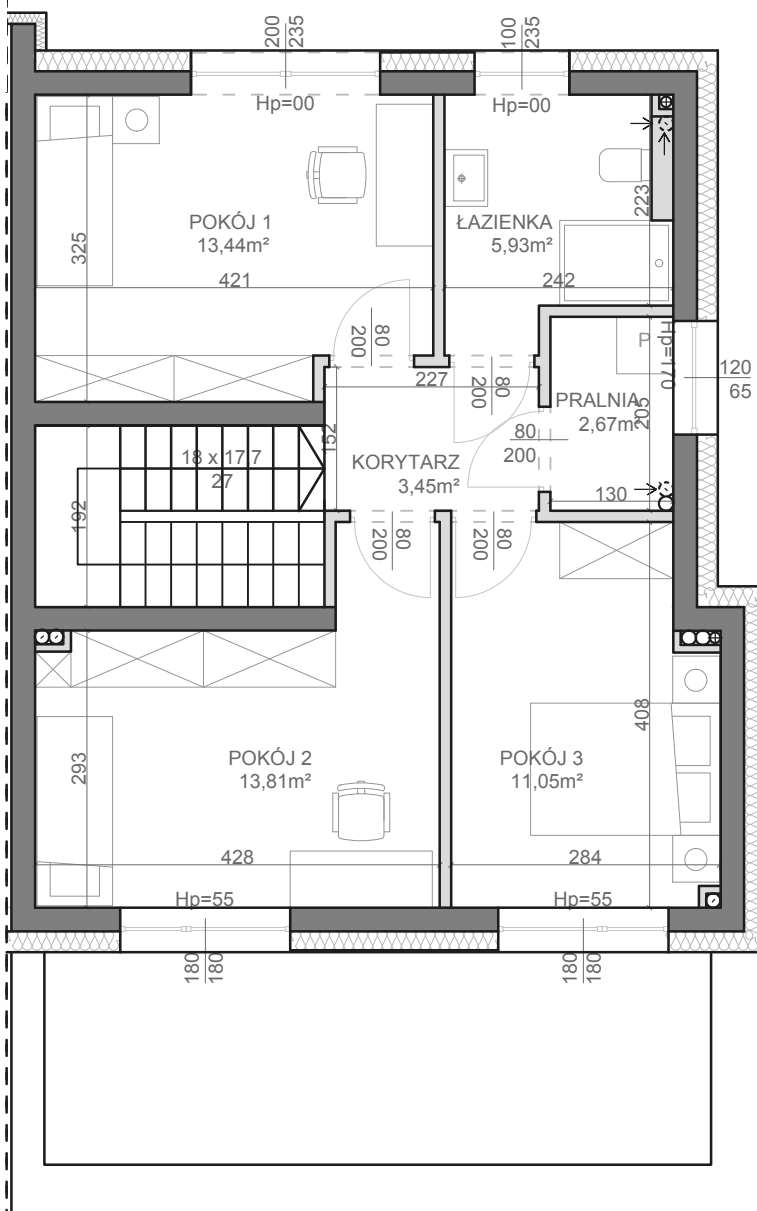 200
235
100
235
Hp=00
Hp=00
POKÓJ 1
13,44m²
ŁAZIENKA
5,93m²
325
223
421
242
80
200
80
200
227
Hp=170
P
120
65
PRALNIA
2,67m²
205
152
80
200
18 x 17,7
27
KORYTARZ
3,45m²
192
130
80
200
80
200
408
293
POKÓJ 2
13,81m²
POKÓJ 3
11,05m²
428
284
Hp=55
Hp=55
180
180
180
180